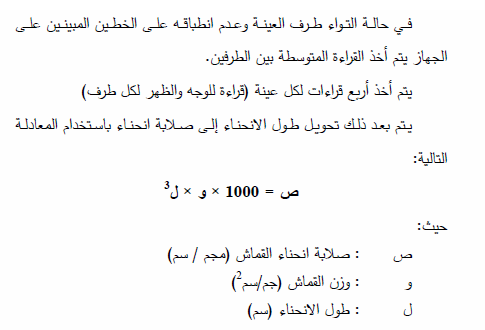 في حالة التواء طرف العينة وعدم انطباقه على الخطين المبينين على
الجهاز يتم أخذ القراءة المتوسطة بين الطرفين.
يتم أخذ أربع قراءات لكل عينة (قراءة للوجه والظهر لكل طرف)
يتم بعد ذلك تحويل طول الانحناء إلى صلابة انحناء باستخدام المعادلة
التالية:
ص = 1000 × و × ل³
حيث:
ص : صلابة انحناء القماش (مجم / سم)
و : وزن القماش (جم/سم²)
ل : طول الانحناء (سم)